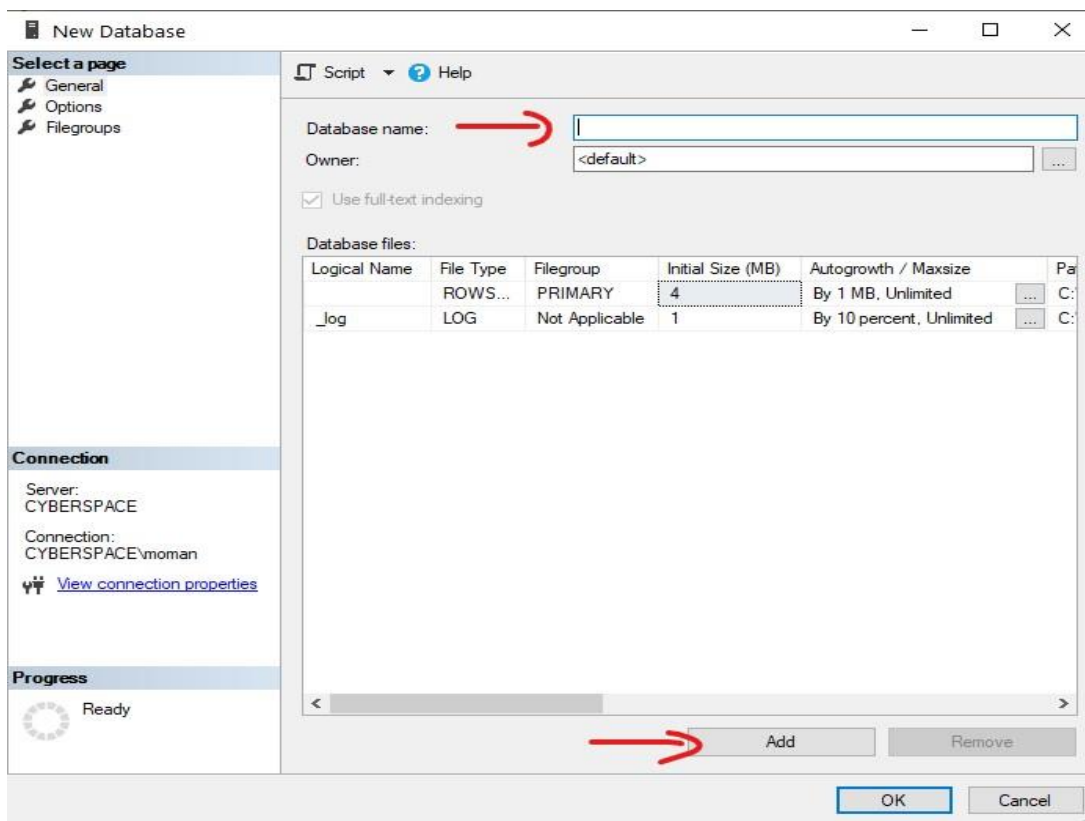 New Database
Select a page
General
Options
Filegroups
Script
Help
Database name:
Owner:
<default>
...
Use full-text indexing
Database files:
Logical Name File Type Filegroup Initial Size (MB) Autogrowth / Maxsize Pa
ROWS... PRIMARY 4 By 1 MB, Unlimited ... C:
_log LOG Not Applicable 1 By 10 percent, Unlimited ... C:
Connection
Server:
CYBERSPACE
Connection:
CYBERSPACE\moman
View connection properties
Progress
Ready
Add Remove
OK Cancel